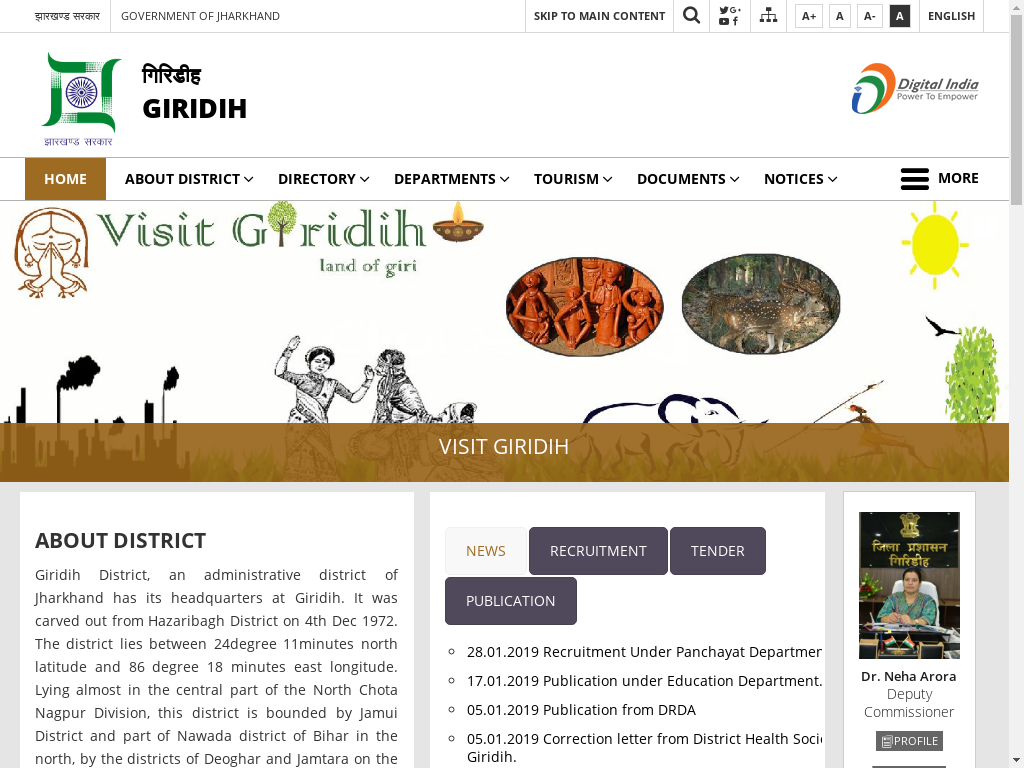 झारखण्ड सरकार GOVERNMENT OF JHARKHAND SKIP TO MAIN CONTENT A+ A A- A ENGLISH
झारखण्ड सरकार
गिरिडीह
GIRIDIH
Digital India
Power To Empower
HOME ABOUT DISTRICT DIRECTORY DEPARTMENTS TOURISM DOCUMENTS NOTICES MORE
Visit Giridih
land of giri
VISIT GIRIDIH
ABOUT DISTRICT
Giridih District, an administrative district of
Jharkhand has its headquarters at Giridih. It was
carved out from Hazaribagh District on 4th Dec 1972.
The district lies between 24degree 11minutes north
latitude and 86 degree 18 minutes east longitude.
Lying almost in the central part of the North Chota
Nagpur Division, this district is bounded by Jamui
District and part of Nawada district of Bihar in the
north, by the districts of Deoghar and Jamtara on the
NEWS RECRUITMENT TENDER
PUBLICATION
28.01.2019 Recruitment Under Panchayat Departmen
17.01.2019 Publication under Education Department.
05.01.2019 Publication from DRDA
05.01.2019 Correction letter from District Health Socie
Giridih.
जिला प्रशासन
गिरिडीह
Dr. Neha Arora
Deputy
Commissioner
PROFILE